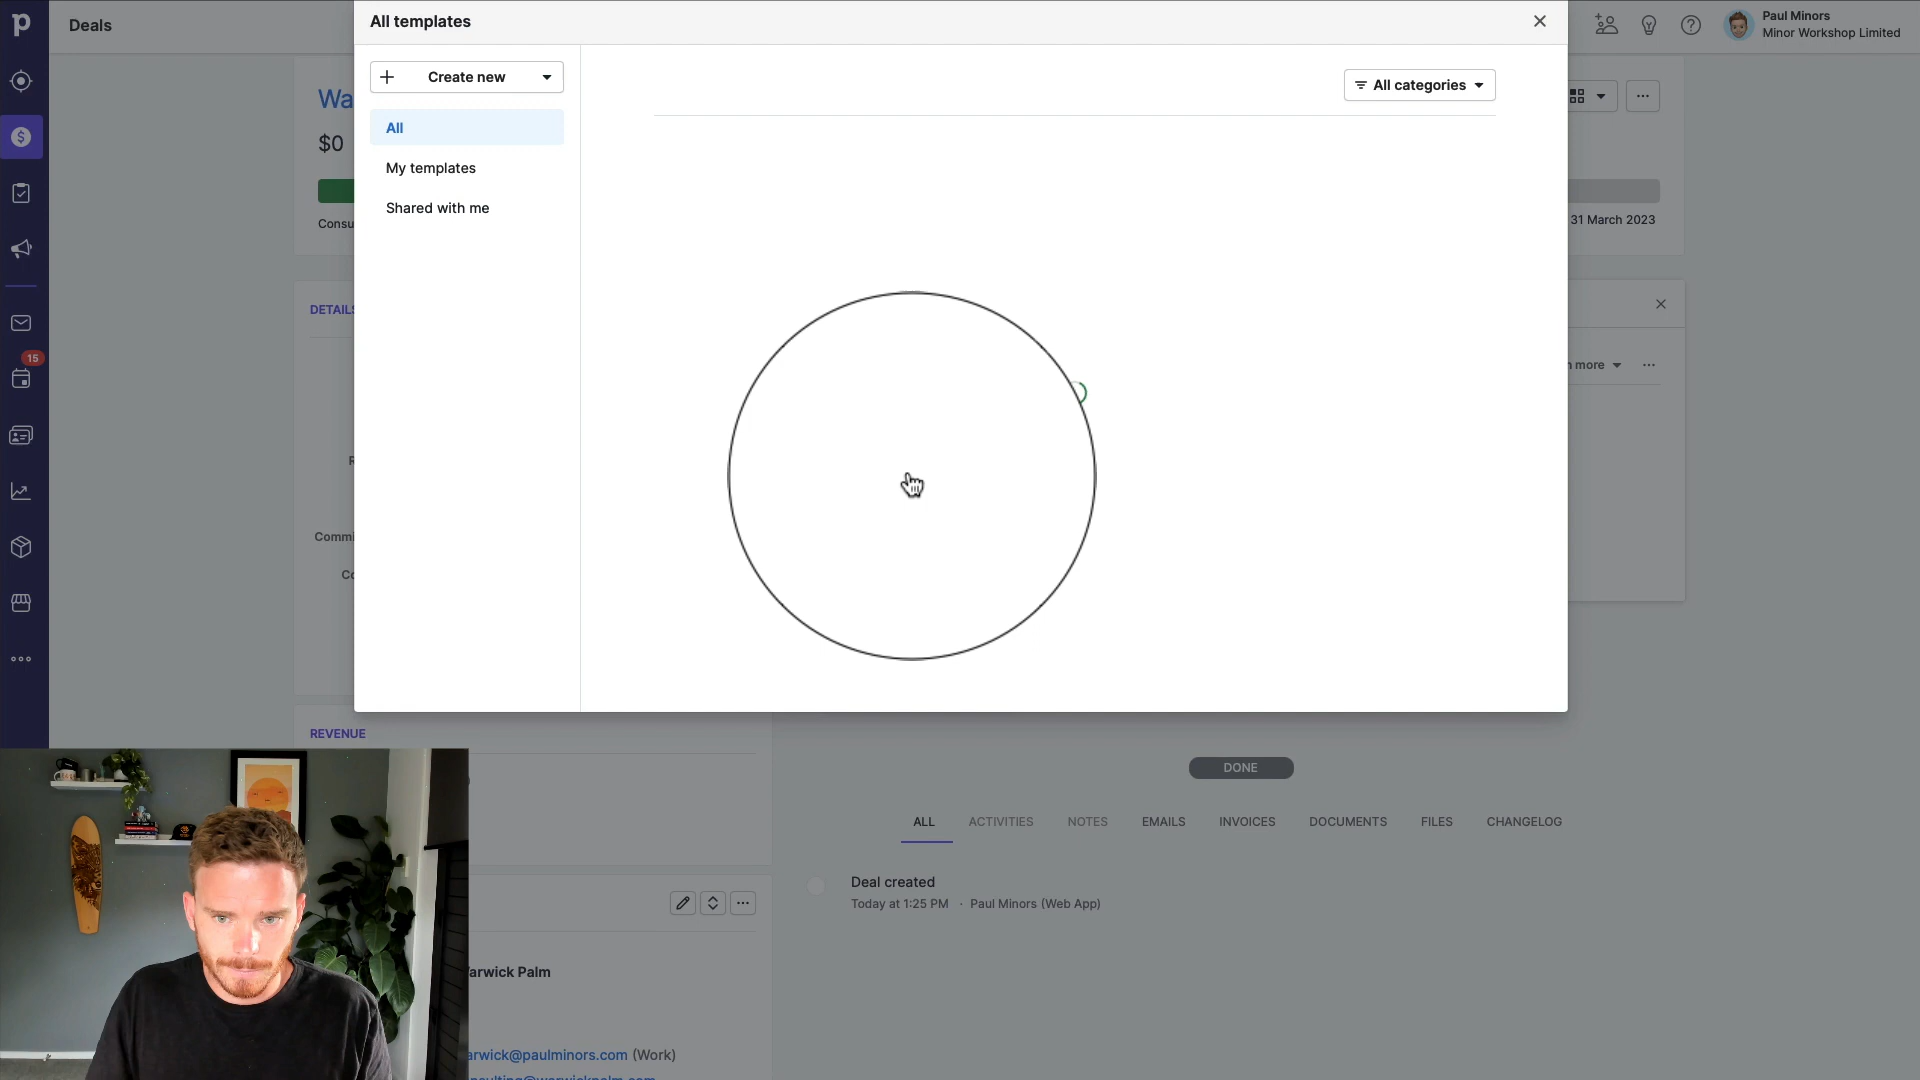 Deals
All templates
Paul Minors
Minor Workshop Limited
Create new
All categories
All
My templates
Shared with me
Wa
$0
31 March 2023
Consu
DETAILS
15
more
Commi
Co
REVENUE
DONE
ALL
ACTIVITIES
NOTES
EMAILS
INVOICES
DOCUMENTS
FILES
CHANGELOG
Deal created
Today at 1:25 PM · Paul Minors (Web App)
arwick Palm
arwick@paulminors.com (Work)